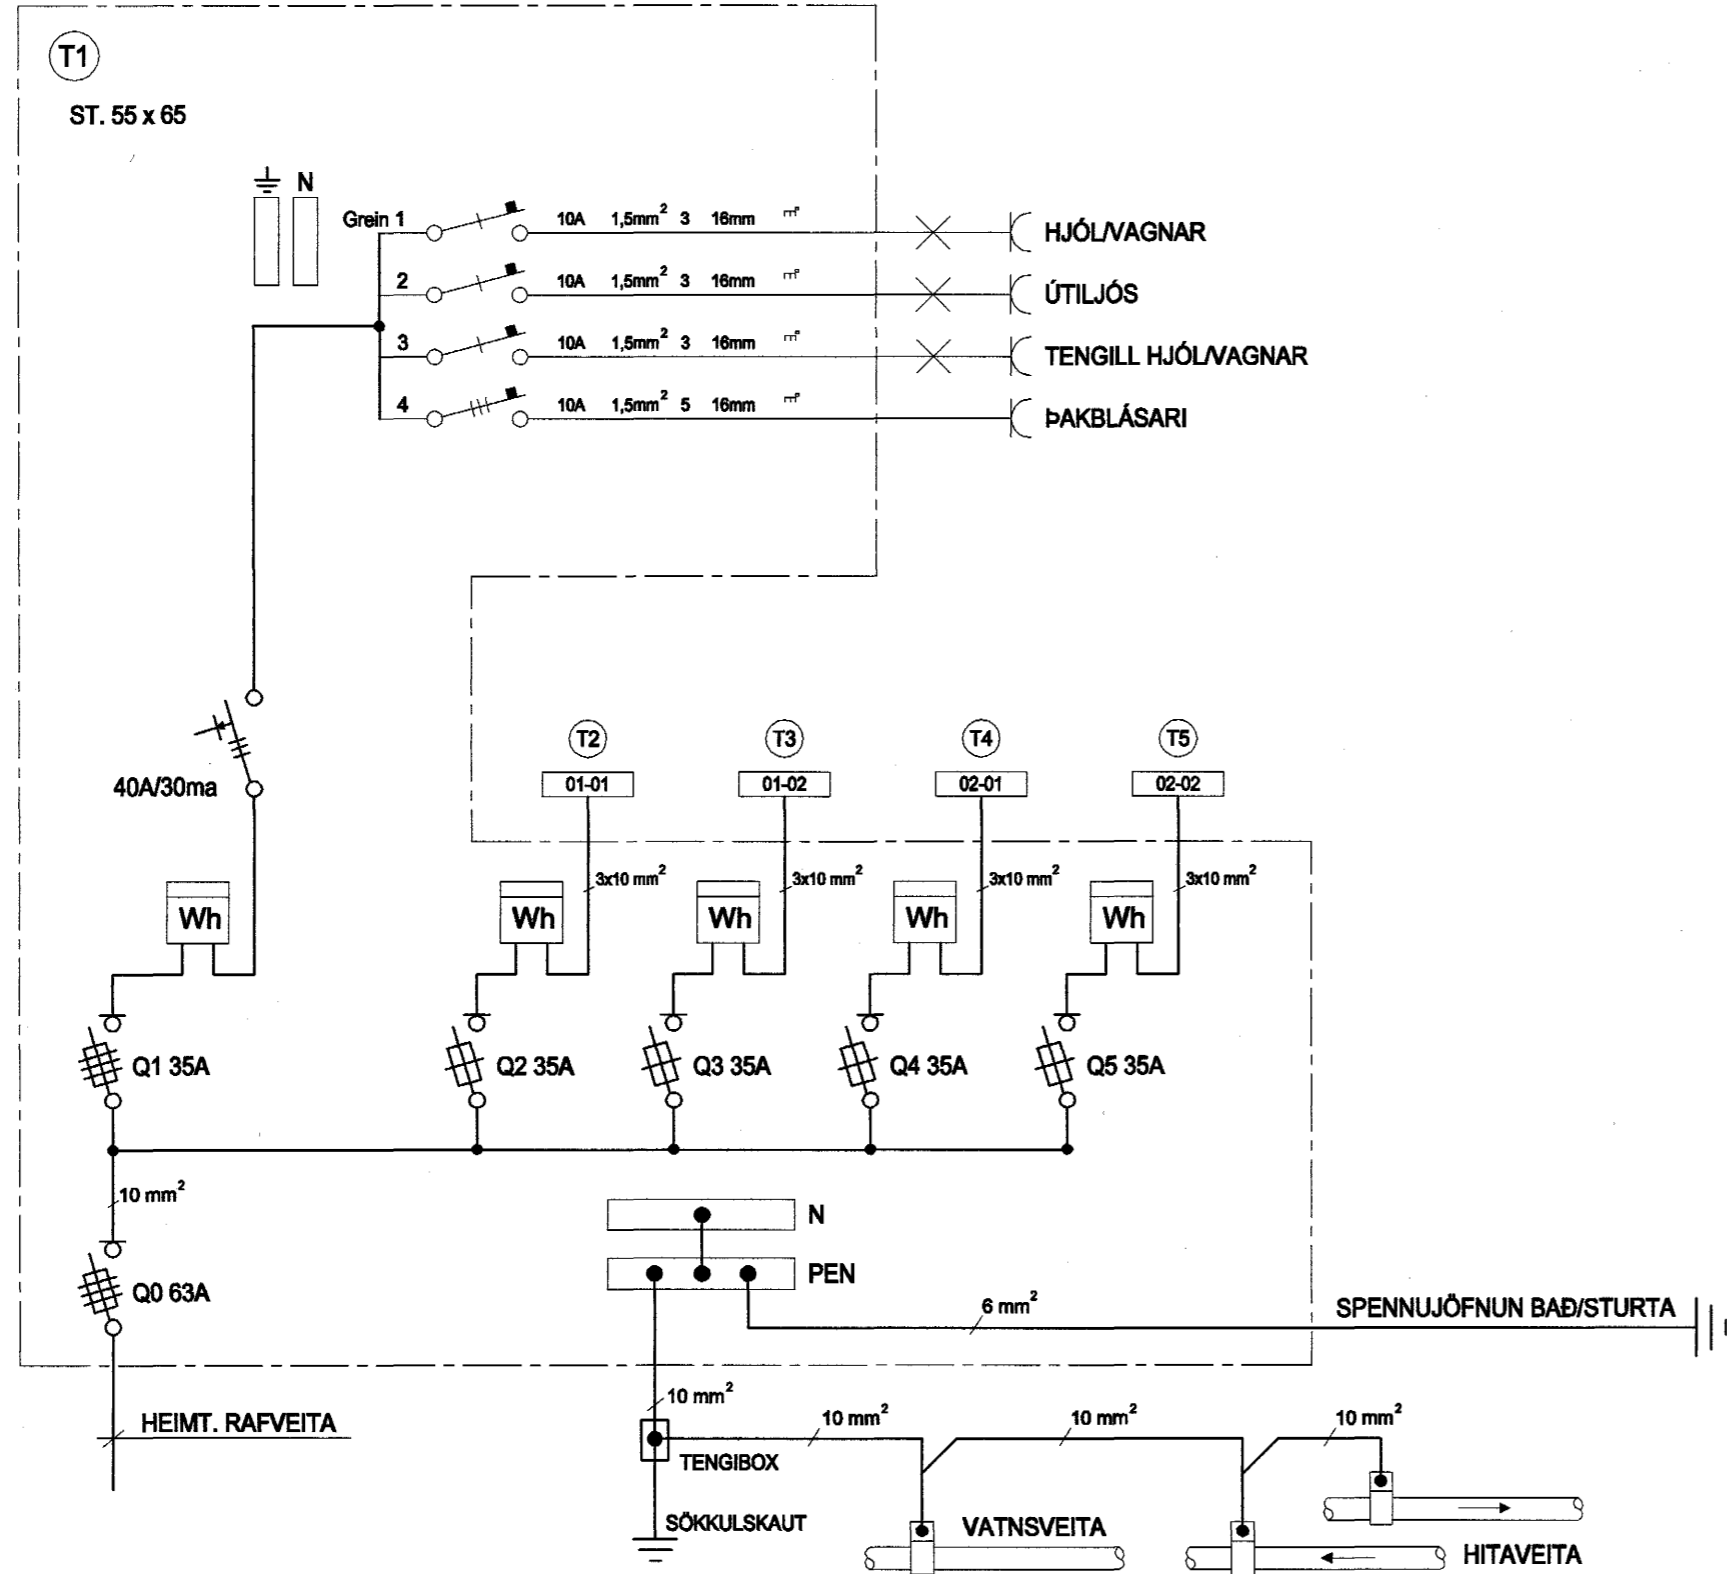 T1
ST. 55 x 65
N
Grein 1 10A 1,5mm² 3 16mm HJÓL/VAGNAR
2 10A 1,5mm² 3 16mm ÚTILJÓS
3 10A 1,5mm² 3 16mm TENGILL HJÓL/VAGNAR
4 10A 1,5mm² 5 16mm ÞAKBLÁSARI
40A/30ma
T2 T3 T4 T5
01-01 01-02 02-01 02-02
3x10 mm² 3x10 mm² 3x10 mm² 3x10 mm²
Wh Wh Wh Wh Wh
Q1 35A Q2 35A Q3 35A Q4 35A Q5 35A
10 mm²
N
PEN
Q0 63A
6 mm²
SPENNUJÖFNUN BAÐ/STURTA
10 mm²
HEIMT. RAFVEITA
10 mm² 10 mm² 10 mm²
TENGIBOX
SÖKKULSKAUT
VATNSVEITA
HITAVEITA